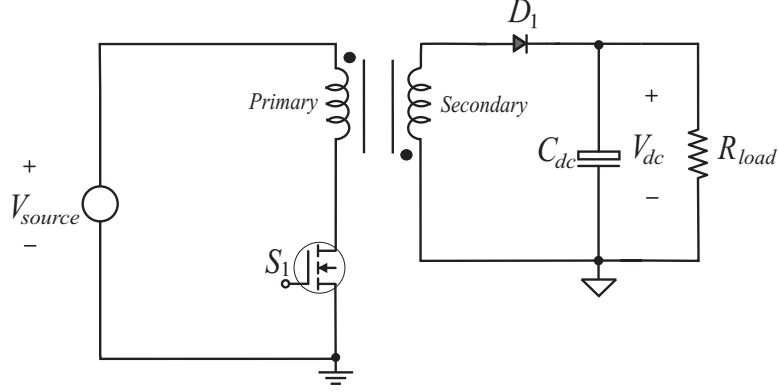 D1
Primary
Secondary
+
Vsource
−
S1
Cdc
+
Vdc
−
Rload